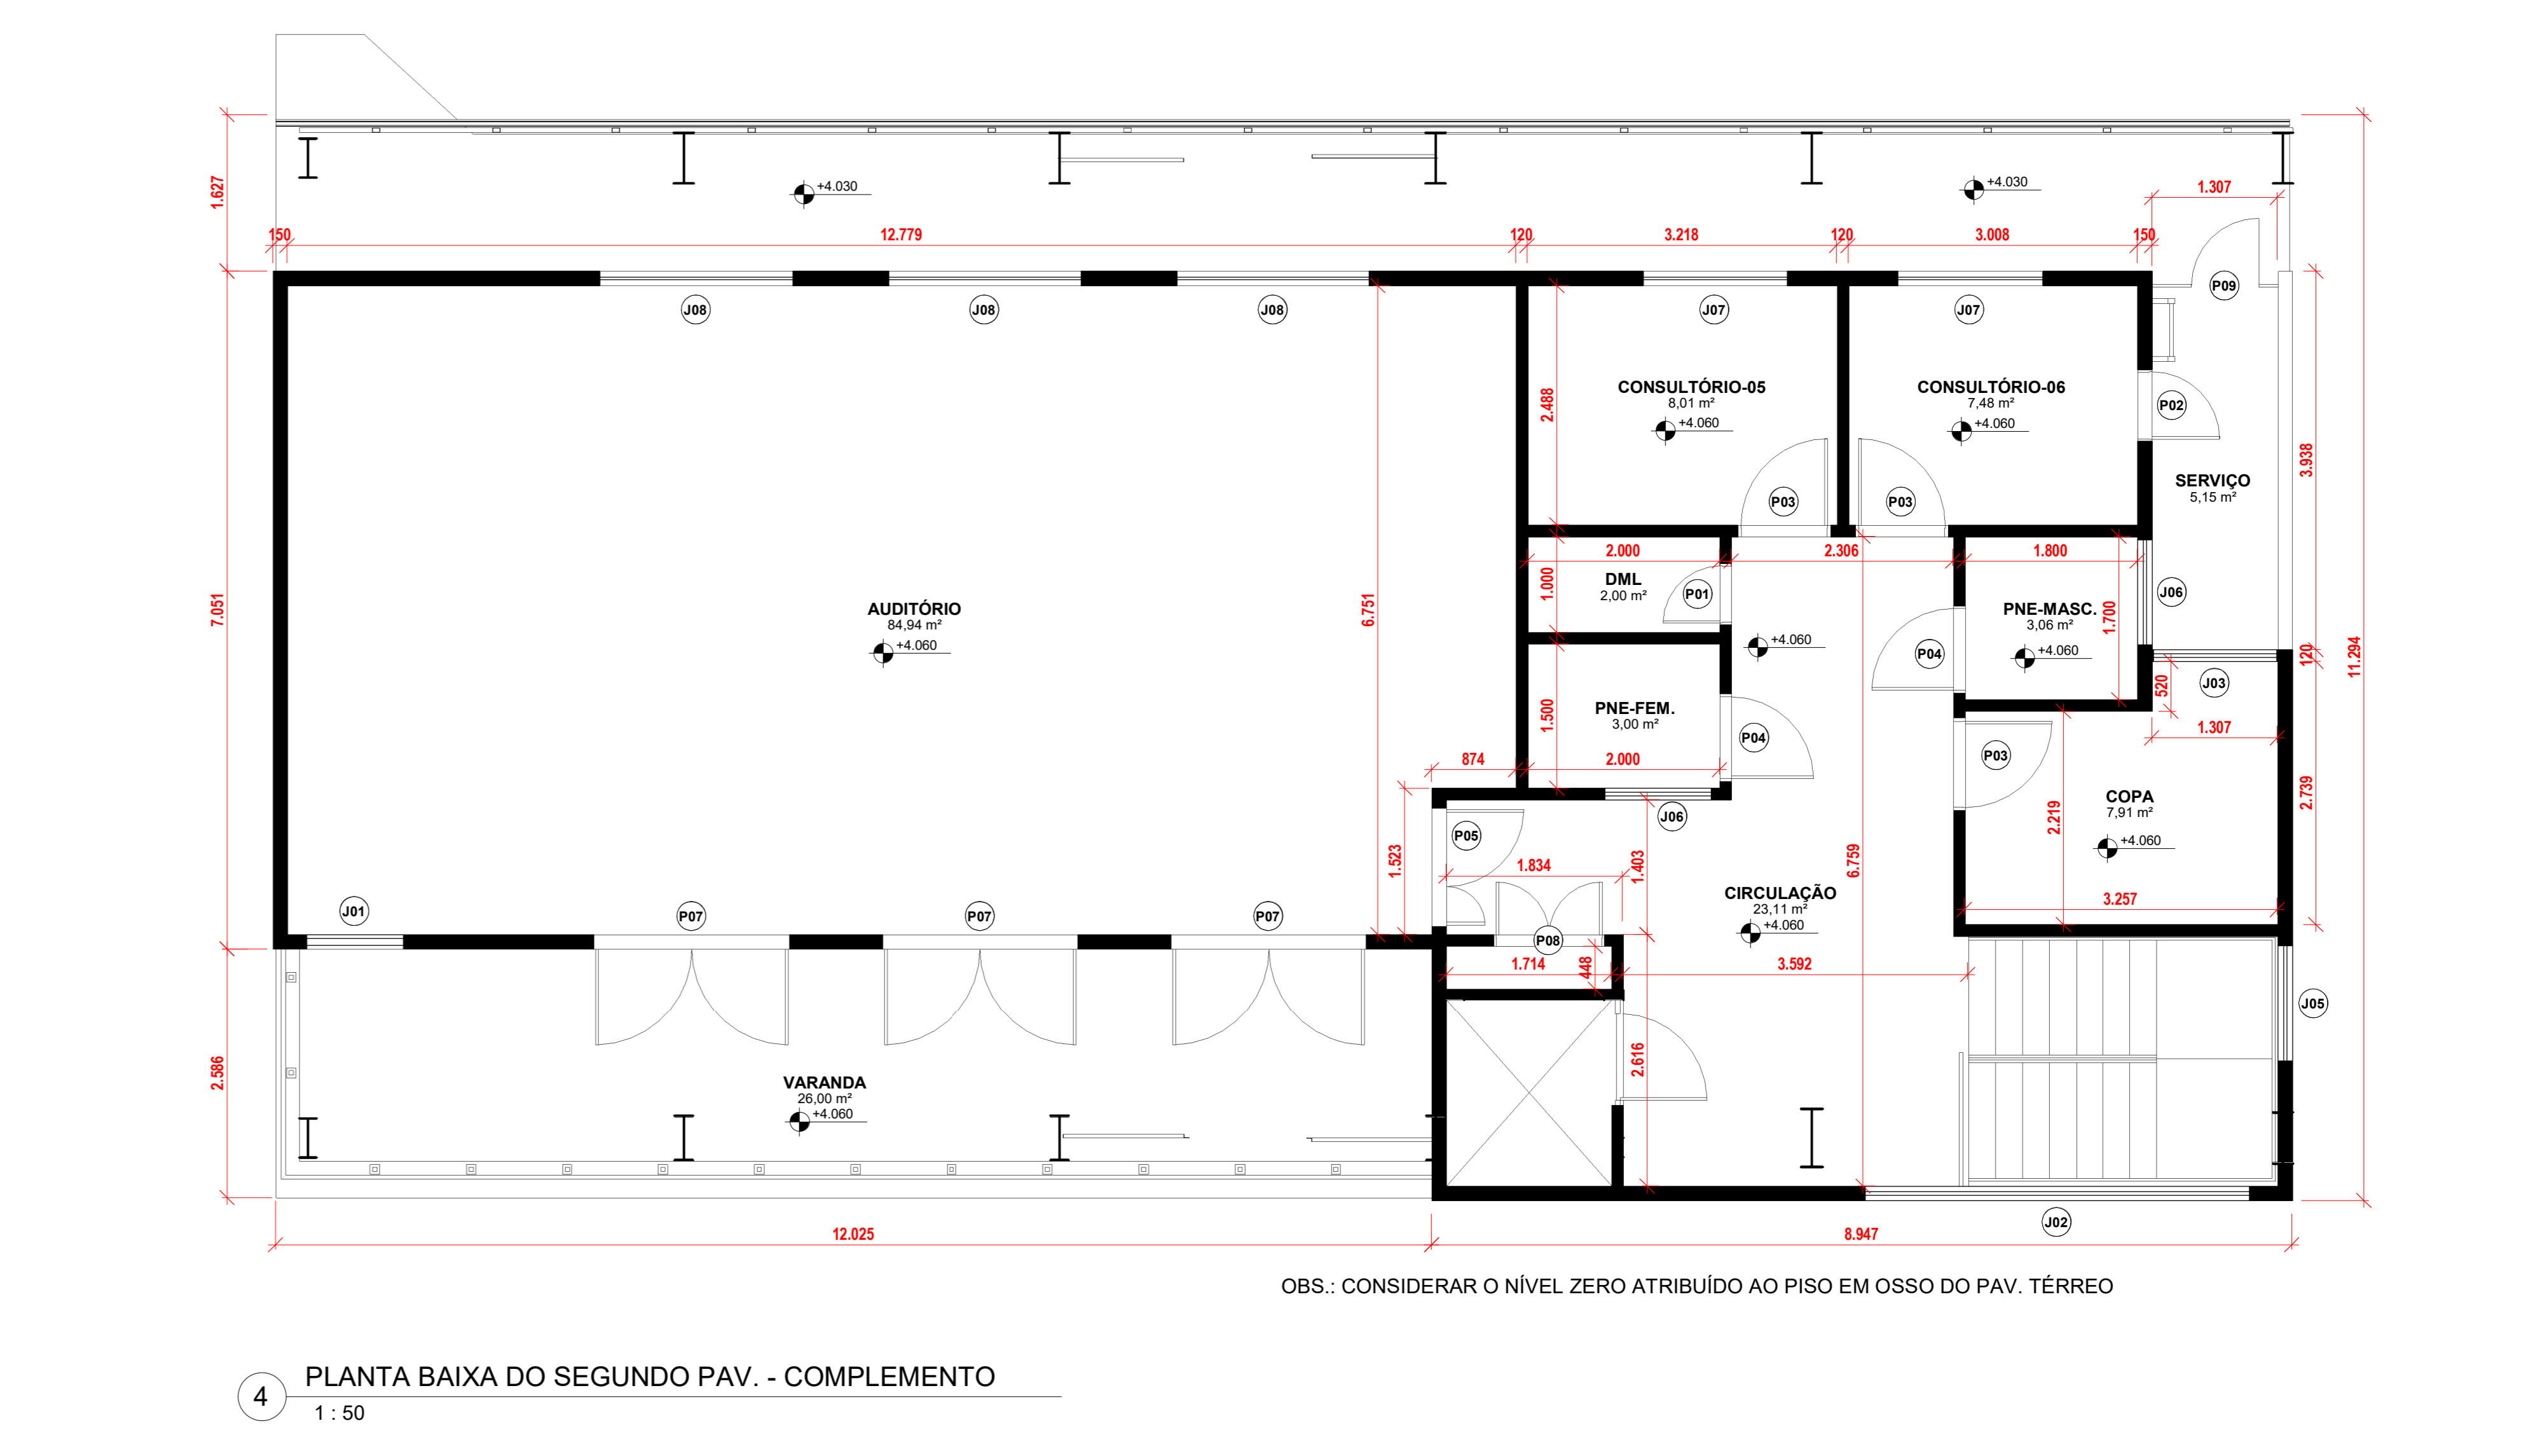 +4.030
+4.030
1.307
1.627
150
12.779
120
3.218
120
3.008
150
P09
J08
J08
J08
J07
J07
CONSULTÓRIO-05
8,01 m²
+4.060
CONSULTÓRIO-06
7,48 m²
+4.060
2.488
P02
3.938
SERVIÇO
5,15 m²
P03
P03
2.000
2.306
1.800
DML
2,00 m²
1.000
P01
J06
AUDITÓRIO
84,94 m²
+4.060
7.051
6.751
PNE-MASC.
3,06 m²
+4.060
1.700
+4.060
P04
120
11.294
520
J03
PNE-FEM.
3,00 m²
1.500
P04
1.307
874
2.000
P03
COPA
7,91 m²
+4.060
2.739
2.219
J06
P05
1.523
1.834
1.403
6.759
CIRCULAÇÃO
23,11 m²
+4.060
3.257
J01
P07
P07
P07
P08
1.714
448
3.592
J05
2.586
2.616
VARANDA
26,00 m²
+4.060
J02
12.025
8.947
OBS.: CONSIDERAR O NÍVEL ZERO ATRIBUÍDO AO PISO EM OSSO DO PAV. TÉRREO
4
PLANTA BAIXA DO SEGUNDO PAV. - COMPLEMENTO
1 : 50